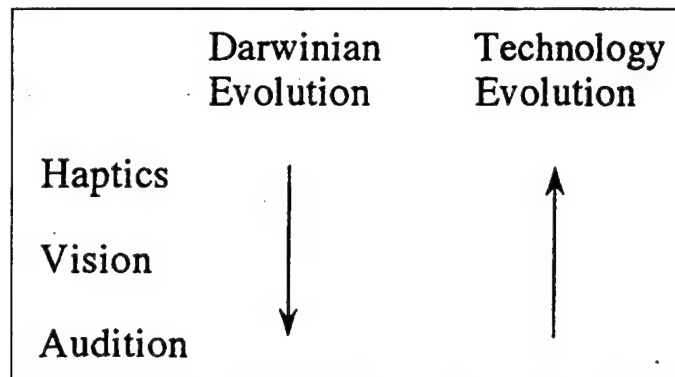 Darwinian Technology
Evolution Evolution
Haptics
Vision
Audition